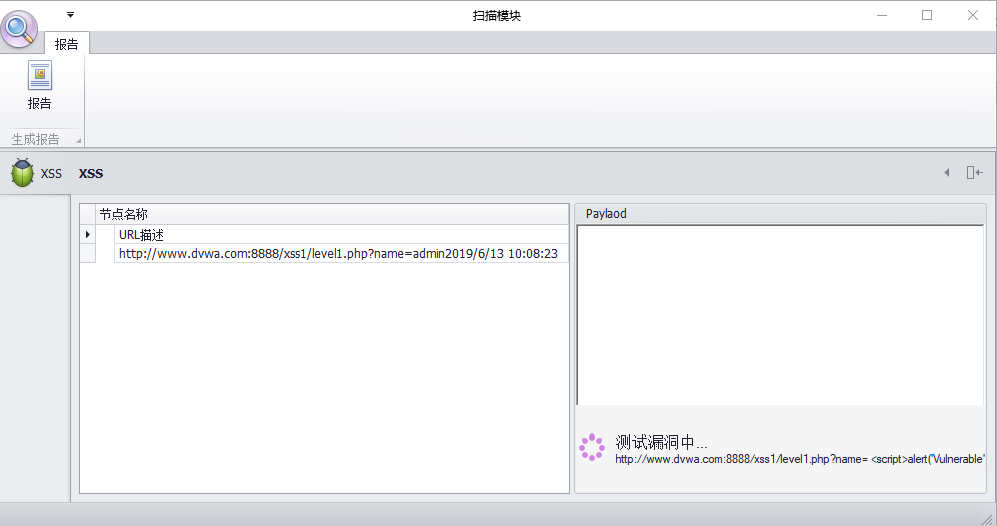 扫描模块
报告
报告
生成报告
XSS XSS
节点名称
URL描述
http://www.dvwa.com:8888/xss1/level1.php?name=admin2019/6/13 10:08:23
Paylaod
测试漏洞中...
http://www.dvwa.com:8888/xss1/level1.php?name= <script>alert('Vulnerable'